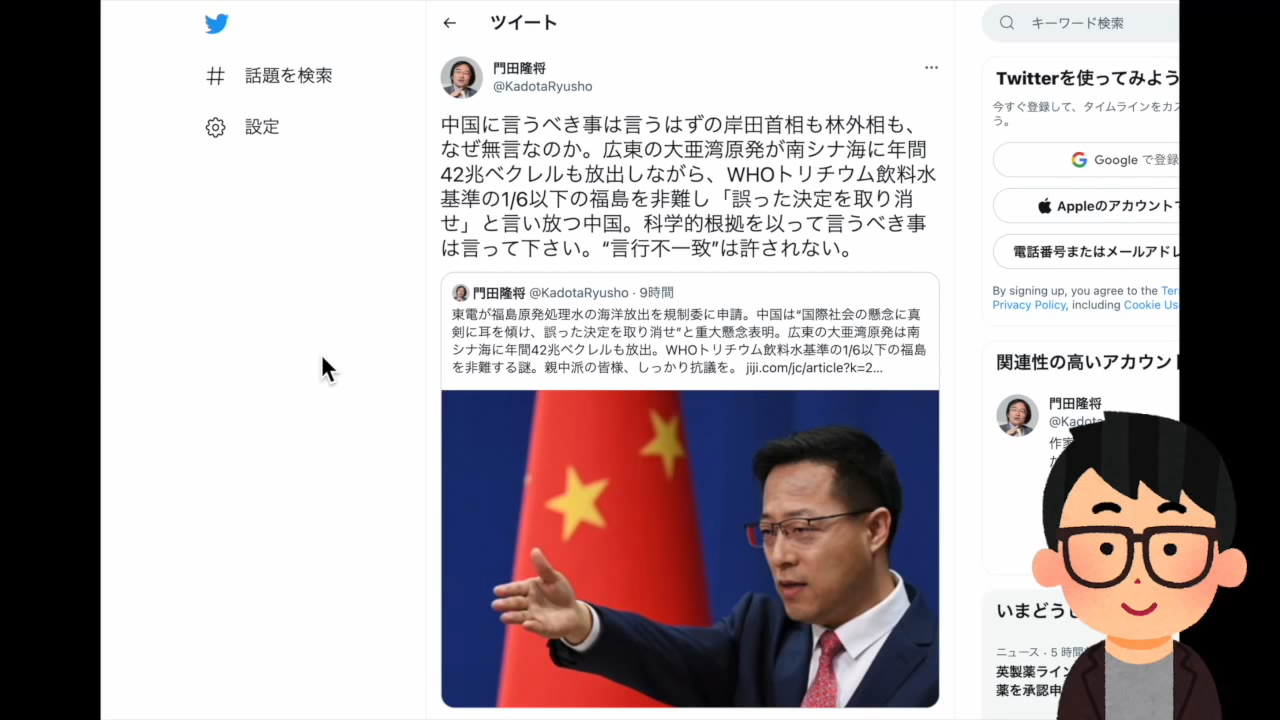 話題を検索
設定
ツイート
門田隆将
@KadotaRyusho
中国に言うべき事は言うはずの岸田首相も林外相も、
なぜ無言なのか。広東の大亜湾原発が南シナ海に年間
42兆ベクレルも放出しながら、WHOトリチウム飲料水
基準の1/6以下の福島を非難し「誤った決定を取り消
せ」と言い放つ中国。科学的根拠を以って言うべき事
は言って下さい。“言行不一致”は許されない。
門田隆将 @KadotaRyusho · 9時間
東電が福島原発処理水の海洋放出を規制委に申請。中国は“国際社会の懸念に真
剣に耳を傾け、誤った決定を取り消せ”と重大懸念表明。広東の大亜湾原発は南
シナ海に年間42兆ベクレルも放出。WHOトリチウム飲料水基準の1/6以下の福島
を非難する謎。親中派の皆様、しっかり抗議を。 jiji.com/jc/article?k=2...
キーワード検索
Twitterを使ってみよう
今すぐ登録して、タイムラインをカス
う。
Google で登録
Appleのアカウントで
電話番号またはメールアドレ
By signing up, you agree to the Ter
Privacy Policy, including Cookie Us
関連性の高いアカウント
門田隆将
@Kadota
作家
いまどうし
ニュース · 5 時間
英製薬ライン
薬を承認申